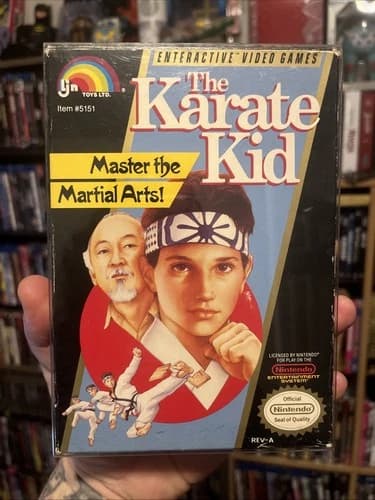 ENTERACTIVE VIDEO GAMES
LJN
TOYS LTD.
®
Item #5151
The
Karate
Kid
Master the
Martial Arts!
LICENSED BY NINTENDO®
FOR PLAY ON THE
Nintendo
ENTERTAINMENT
SYSTEM
Official
Nintendo
Seal of Quality
REV-A